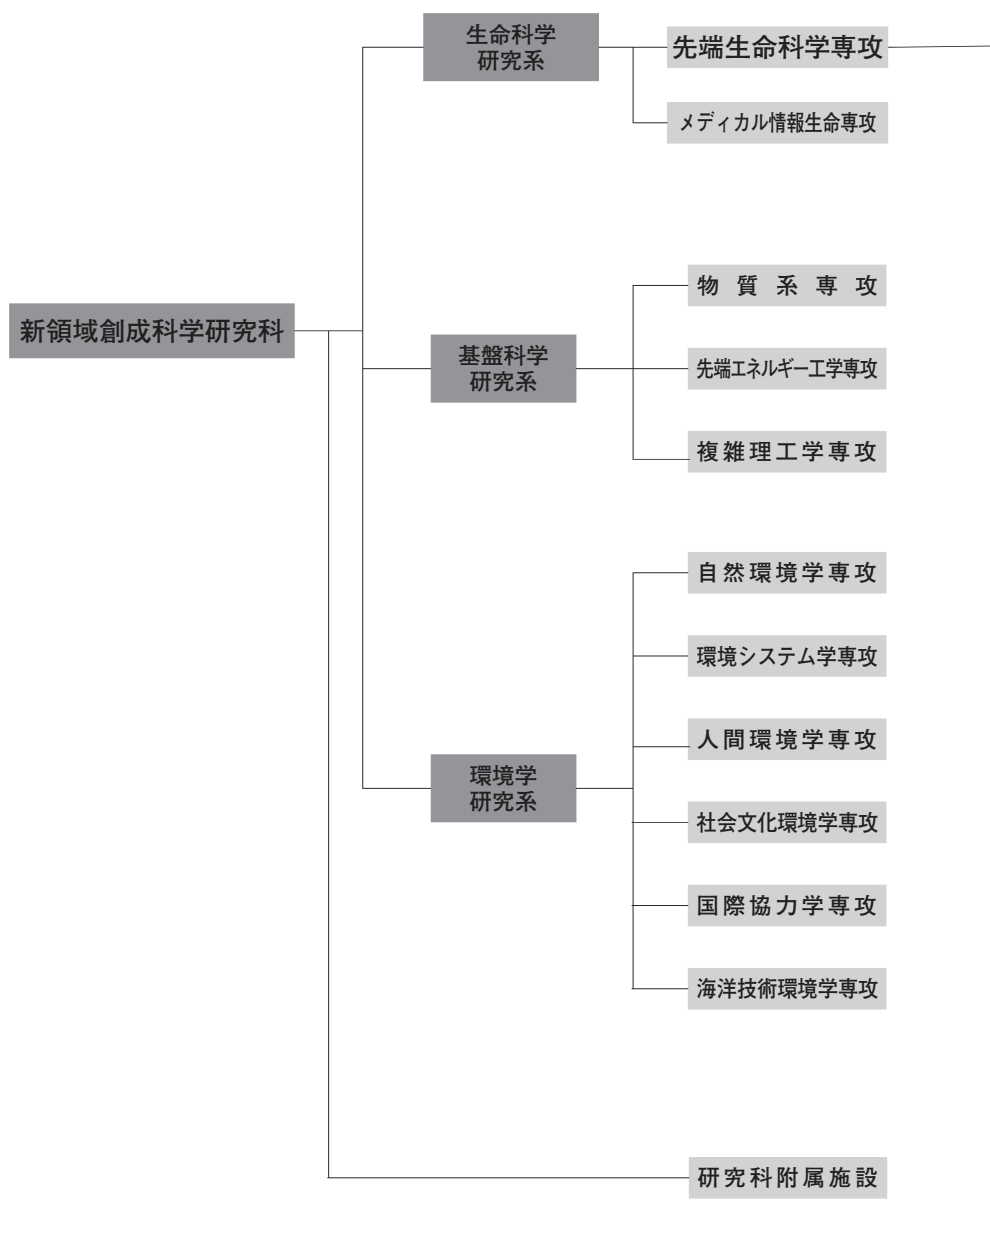 生命科学
研究系
先端生命科学専攻
メディカル情報生命専攻
新領域創成科学研究科
基盤科学
研究系
物質系専攻
先端エネルギー工学専攻
複雑理工学専攻
環境学
研究系
自然環境学専攻
環境システム学専攻
人間環境学専攻
社会文化環境学専攻
国際協力学専攻
海洋技術環境学専攻
研究科附属施設